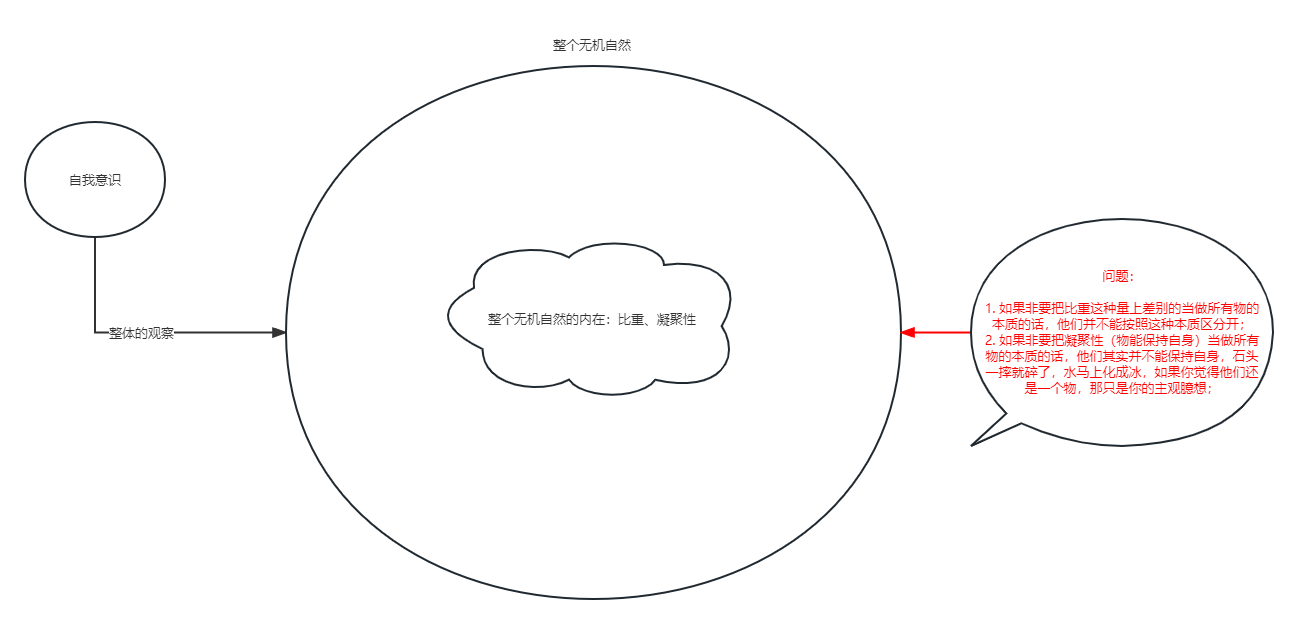 整个无机自然
自我意识
整体的观察
整个无机自然的内在：比重、凝聚性
问题：
1. 如果非要把比重这种量上差别的当做所有物的
本质的话，他们并不能按照这种本质区分开；
2. 如果非要把凝聚性（物能保持自身）当做所有
物的本质的话，他们其实并不能保持自身，石头
一摔就碎了，水马上化成冰，如果你觉得他们还
是一个物，那只是你的主观臆想；